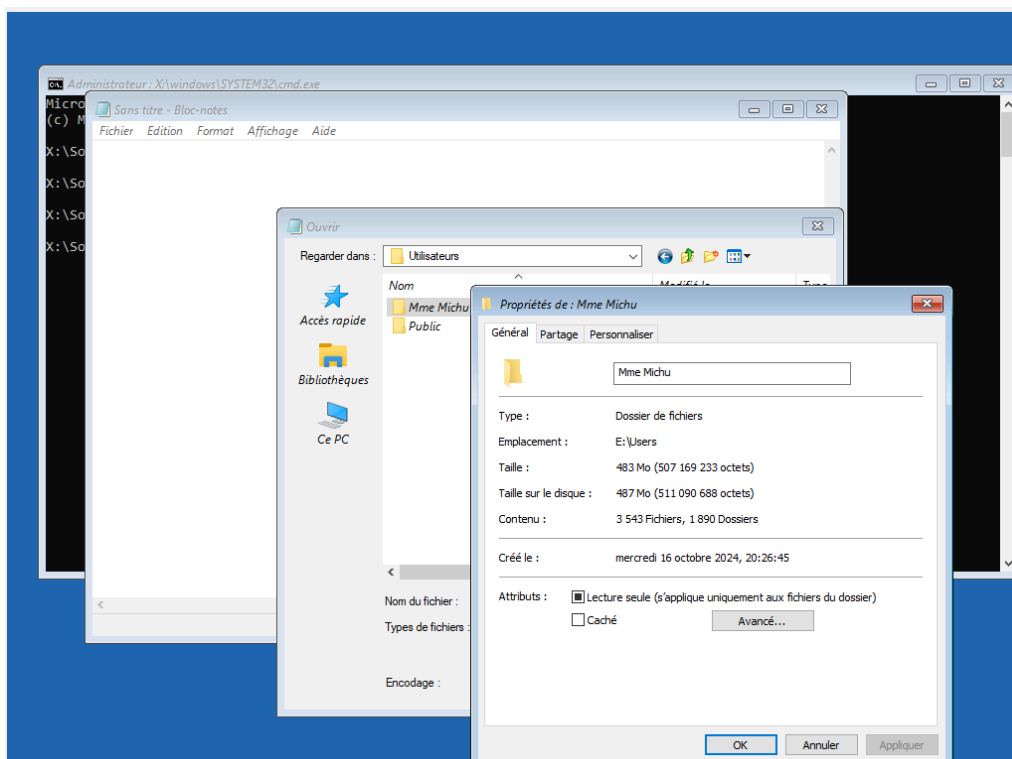 Administrateur : X:\windows\SYSTEM32\cmd.exe
Micro
(c) M
X:\So
X:\So
X:\So
X:\So
Sans titre - Bloc-notes
Fichier Edition Format Affichage Aide
Ouvrir
Regarder dans : Utilisateurs
Accès rapide
Bibliothèques
Ce PC
Nom Modifié le Type
Mme Michu
Public
Nom du fichier :
Types de fichiers :
Encodage :
Propriétés de : Mme Michu
Général Partage Personnaliser
Mme Michu
Type : Dossier de fichiers
Emplacement : E:\Users
Taille : 483 Mo (507 169 233 octets)
Taille sur le disque : 487 Mo (511 090 688 octets)
Contenu : 3 543 Fichiers, 1 890 Dossiers
Créé le : mercredi 16 octobre 2024, 20:26:45
Attributs : Lecture seule (s'applique uniquement aux fichiers du dossier)
Caché Avancé...
OK Annuler Appliquer